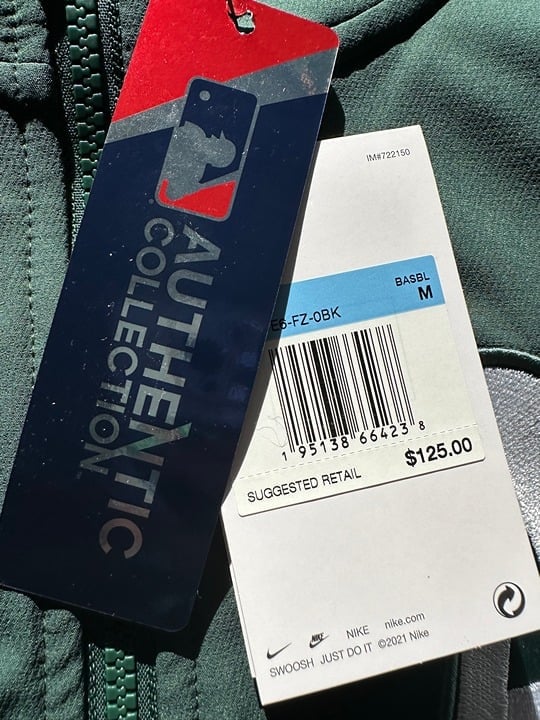 AUTHENTIC
COLLECTION
IM#722150
BASBL
M
E6-FZ-0BK
1 95138 66423 8
$125.00
SUGGESTED RETAIL
NIKE nike.com
SWOOSH JUST DO IT ©2021 Nike